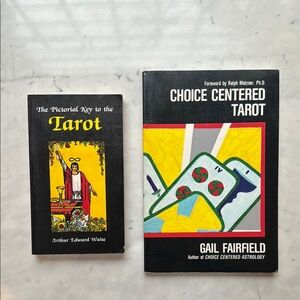 The Pictorial Key to the
Tarot
Arthur Edward Waite
Foreword by Ralph Metzner, Ph.D
CHOICE CENTERED
TAROT
IV
GAIL FAIRFIELD
Author of CHOICE CENTERED ASTROLOGY